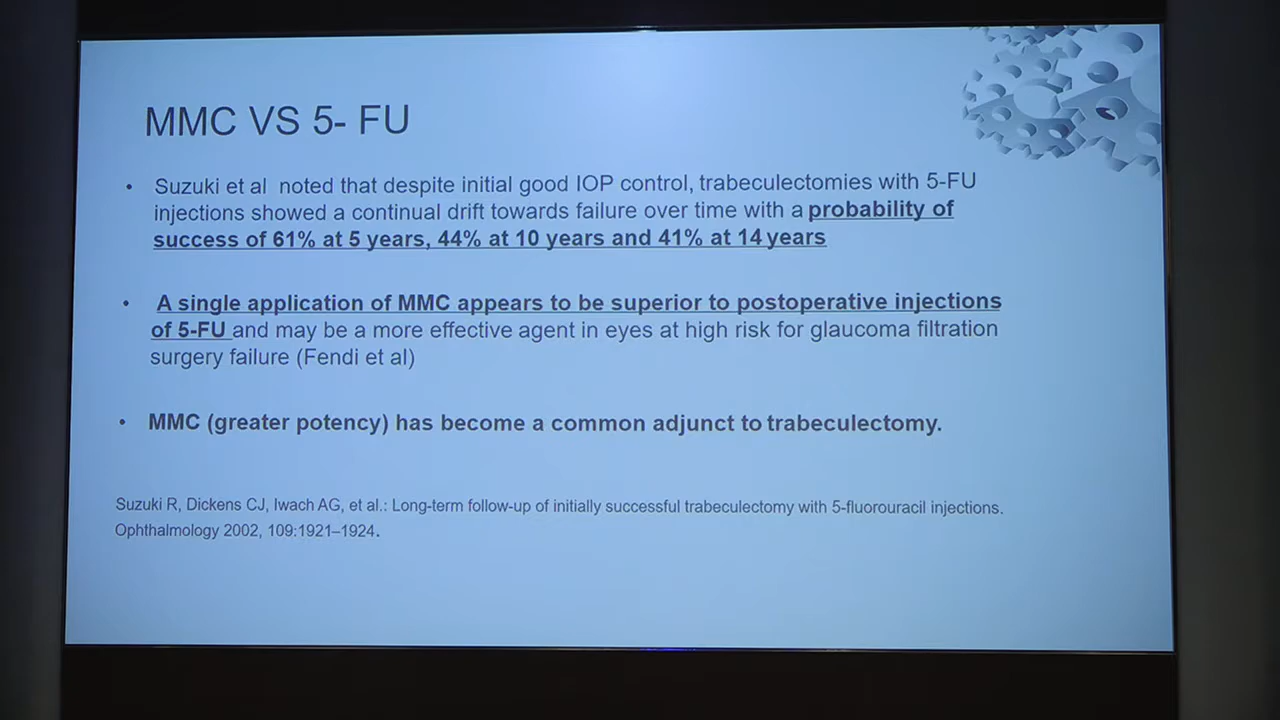 MMC VS 5- FU
• Suzuki et al noted that despite initial good IOP control, trabeculectomies with 5-FU
injections showed a continual drift towards failure over time with a probability of
success of 61% at 5 years, 44% at 10 years and 41% at 14 years
• A single application of MMC appears to be superior to postoperative injections
of 5-FU and may be a more effective agent in eyes at high risk for glaucoma filtration
surgery failure (Fendi et al)
• MMC (greater potency) has become a common adjunct to trabeculectomy.
Suzuki R, Dickens CJ, Iwach AG, et al.: Long-term follow-up of initially successful trabeculectomy with 5-fluorouracil injections.
Ophthalmology 2002, 109:1921–1924.